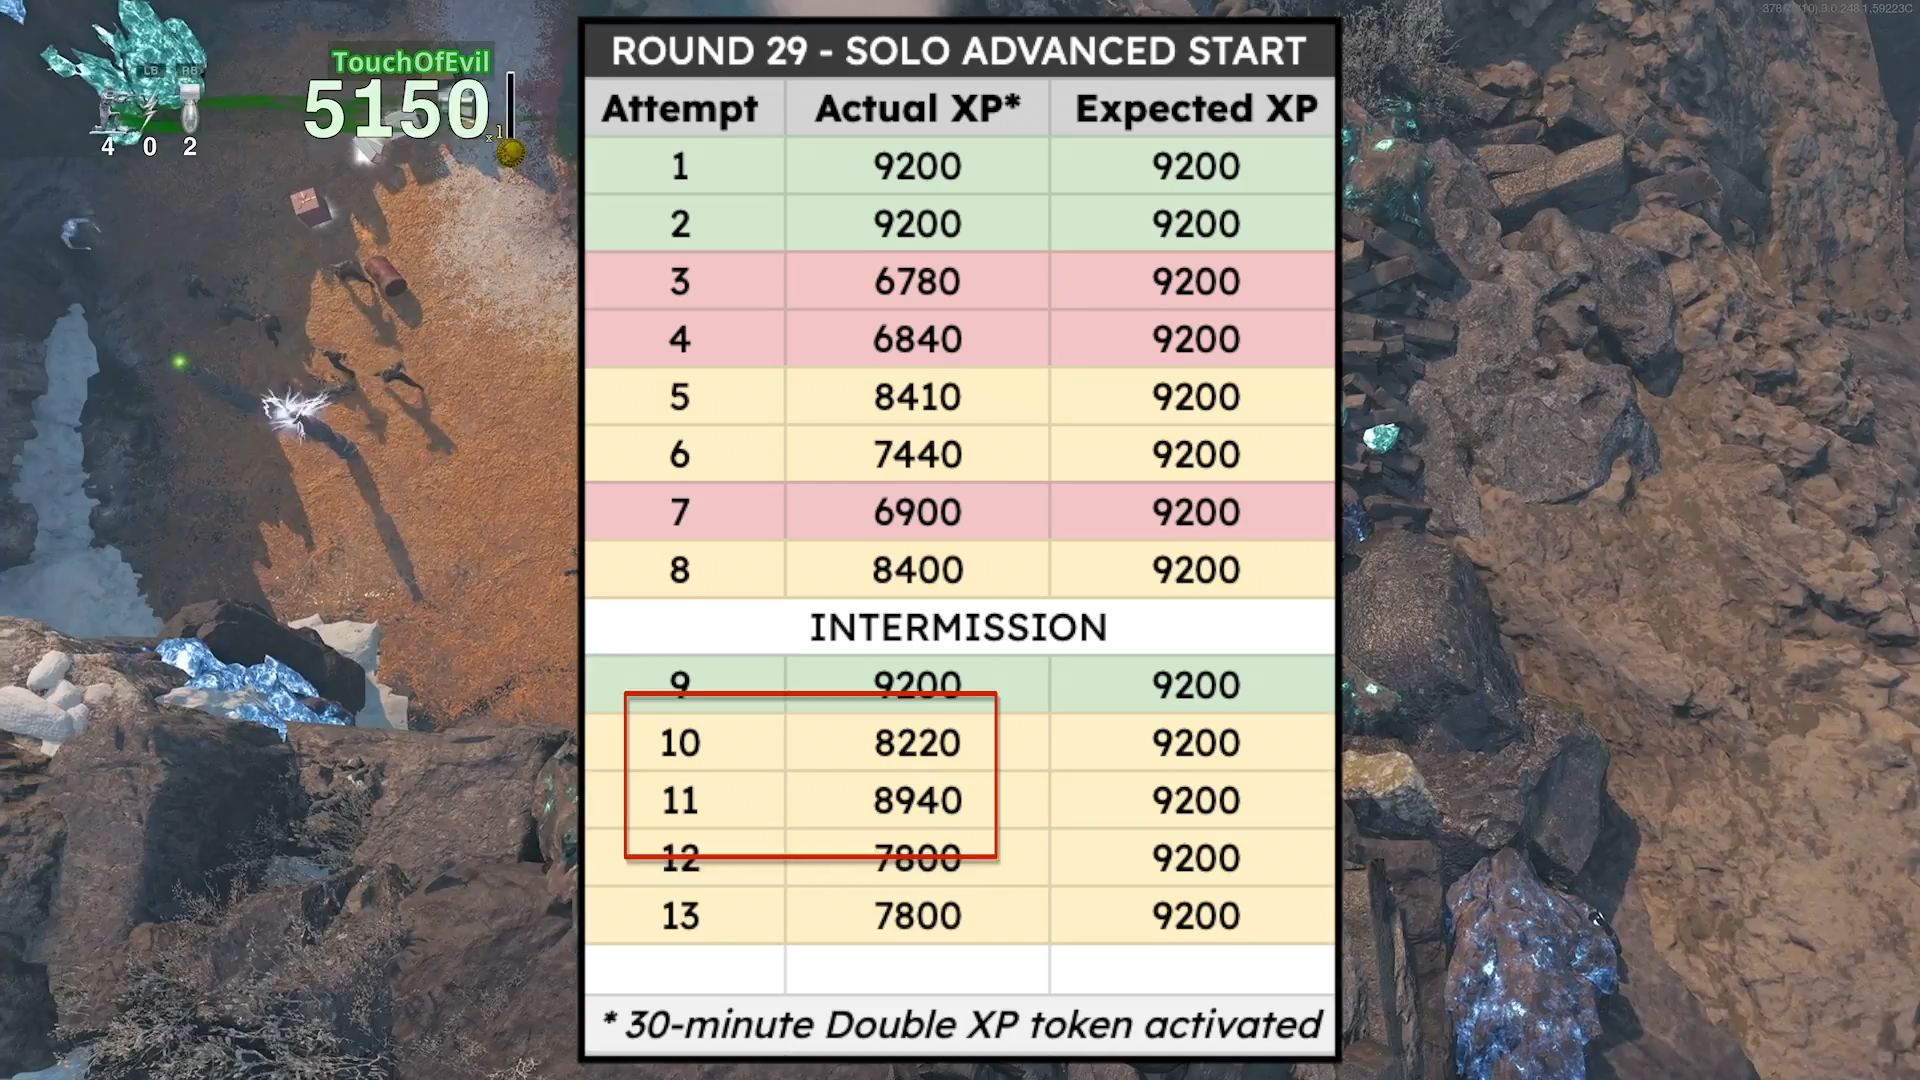 LB RB
4 0 2
TouchOfEvil
5150
x1
ROUND 29 - SOLO ADVANCED START
Attempt Actual XP* Expected XP
1 9200 9200
2 9200 9200
3 6780 9200
4 6840 9200
5 8410 9200
6 7440 9200
7 6900 9200
8 8400 9200
INTERMISSION
9 9200 9200
10 8220 9200
11 8940 9200
12 7800 9200
13 7800 9200
* 30-minute Double XP token activated